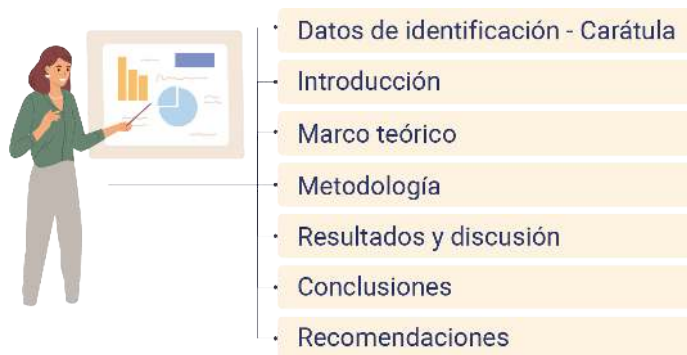 Datos de identificación - Carátula
Introducción
Marco teórico
Metodología
Resultados y discusión
Conclusiones
Recomendaciones